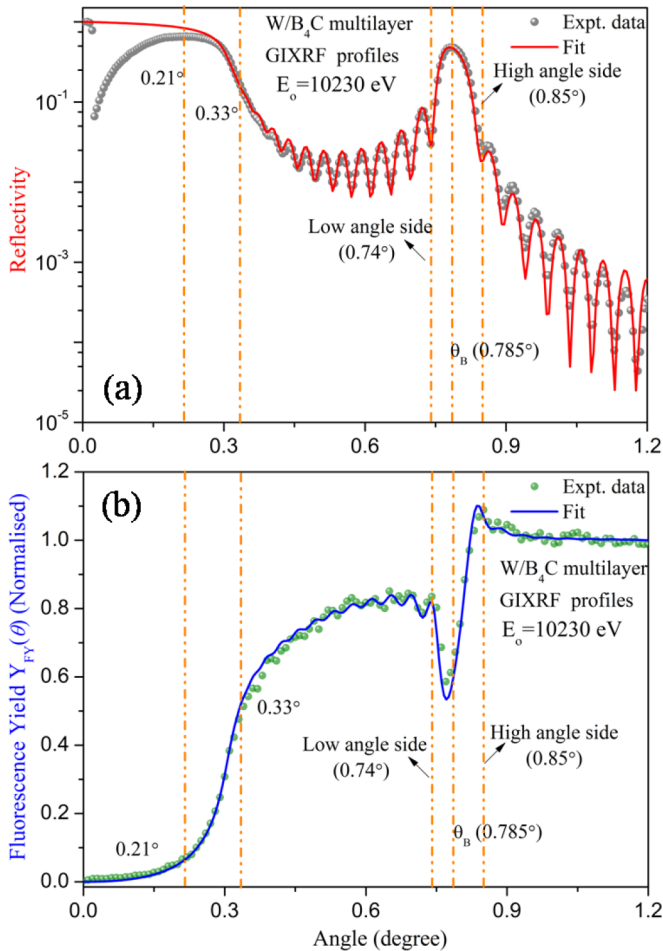 (a)
W/B₄C multilayer
GIXRF profiles
Eₒ=10230 eV
Expt. data
Fit
High angle side
(0.85°)
0.21°
0.33°
Low angle side
(0.74°)
θ_B (0.785°)
Reflectivity
10⁻¹
10⁻³
10⁻⁵
0.0 0.3 0.6 0.9 1.2
(b)
Expt. data
Fit
W/B₄C multilayer
GIXRF profiles
Eₒ=10230 eV
0.33°
Low angle side
(0.74°)
High angle side
(0.85°)
0.21°
θ_B (0.785°)
Fluorescence Yield Y_FY(θ) (Normalised)
1.2
1.0
0.8
0.6
0.4
0.2
0.0
0.0 0.3 0.6 0.9 1.2
Angle (degree)